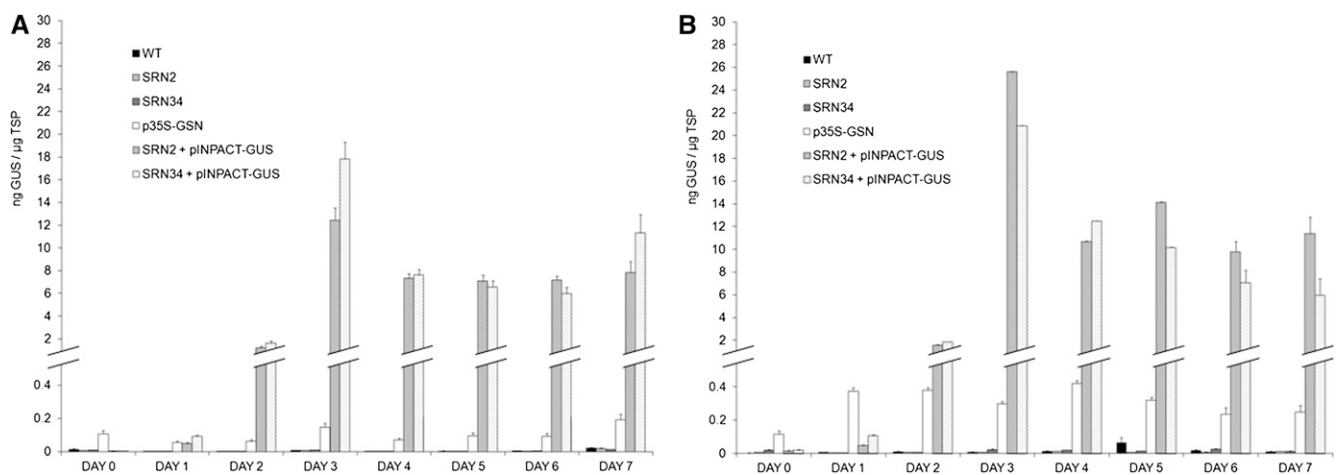 A
30
28
26
24
22
20
18
16
14
12
10
8
6
4
2
0.4
0.2
0
ng GUS / µg TSP
WT
SRN2
SRN34
p35S-GSN
SRN2 + pINPACT-GUS
SRN34 + pINPACT-GUS
DAY 0 DAY 1 DAY 2 DAY 3 DAY 4 DAY 5 DAY 6 DAY 7
B
30
28
26
24
22
20
18
16
14
12
10
8
6
4
2
0.4
0.2
0
ng GUS / µg TSP
WT
SRN2
SRN34
p35S-GSN
SRN2 + pINPACT-GUS
SRN34 + pINPACT-GUS
DAY 0 DAY 1 DAY 2 DAY 3 DAY 4 DAY 5 DAY 6 DAY 7